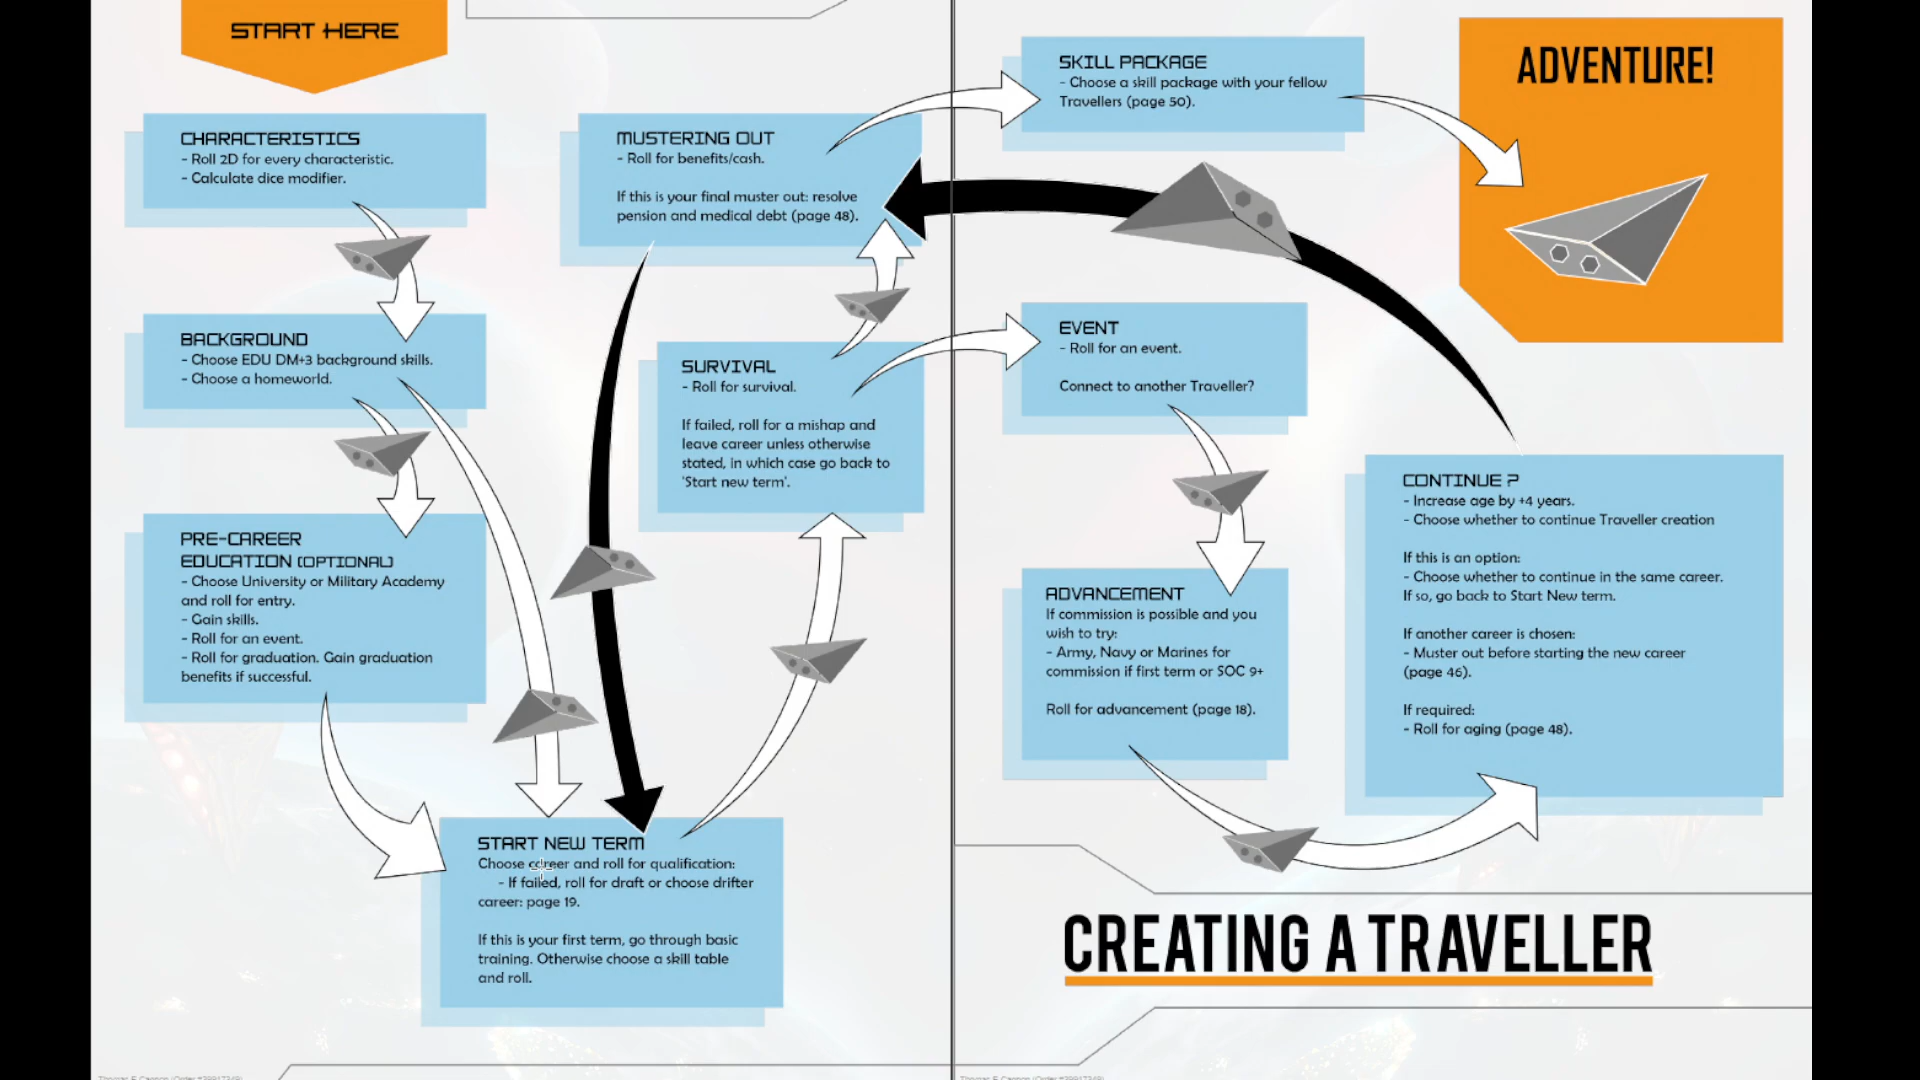 START HERE
CHARACTERISTICS
- Roll 2D for every characteristic.
- Calculate dice modifier.
BACKGROUND
- Choose EDU DM+3 background skills.
- Choose a homeworld.
PRE-CAREER
EDUCATION (OPTIONAL)
- Choose University or Military Academy
and roll for entry.
- Gain skills.
- Roll for an event.
- Roll for graduation. Gain graduation
benefits if successful.
START NEW TERM
Choose career and roll for qualification:
- If failed, roll for draft or choose drifter
career: page 19.
If this is your first term, go through basic
training. Otherwise choose a skill table
and roll.
MUSTERING OUT
- Roll for benefits/cash.
If this is your final muster out: resolve
pension and medical debt (page 48).
SURVIVAL
- Roll for survival.
If failed, roll for a mishap and
leave career unless otherwise
stated, in which case go back to
'Start new term'.
SKILL PACKAGE
- Choose a skill package with your fellow
Travellers (page 50).
EVENT
- Roll for an event.
Connect to another Traveller?
ADVANCEMENT
If commission is possible and you
wish to try:
- Army, Navy or Marines for
commission if first term or SOC 9+
Roll for advancement (page 18).
CONTINUE ?
- Increase age by +4 years.
- Choose whether to continue Traveller creation
If this is an option:
- Choose whether to continue in the same career.
If so, go back to Start New term.
If another career is chosen:
- Muster out before starting the new career
(page 46).
If required:
- Roll for aging (page 48).
ADVENTURE!
CREATING A TRAVELLER